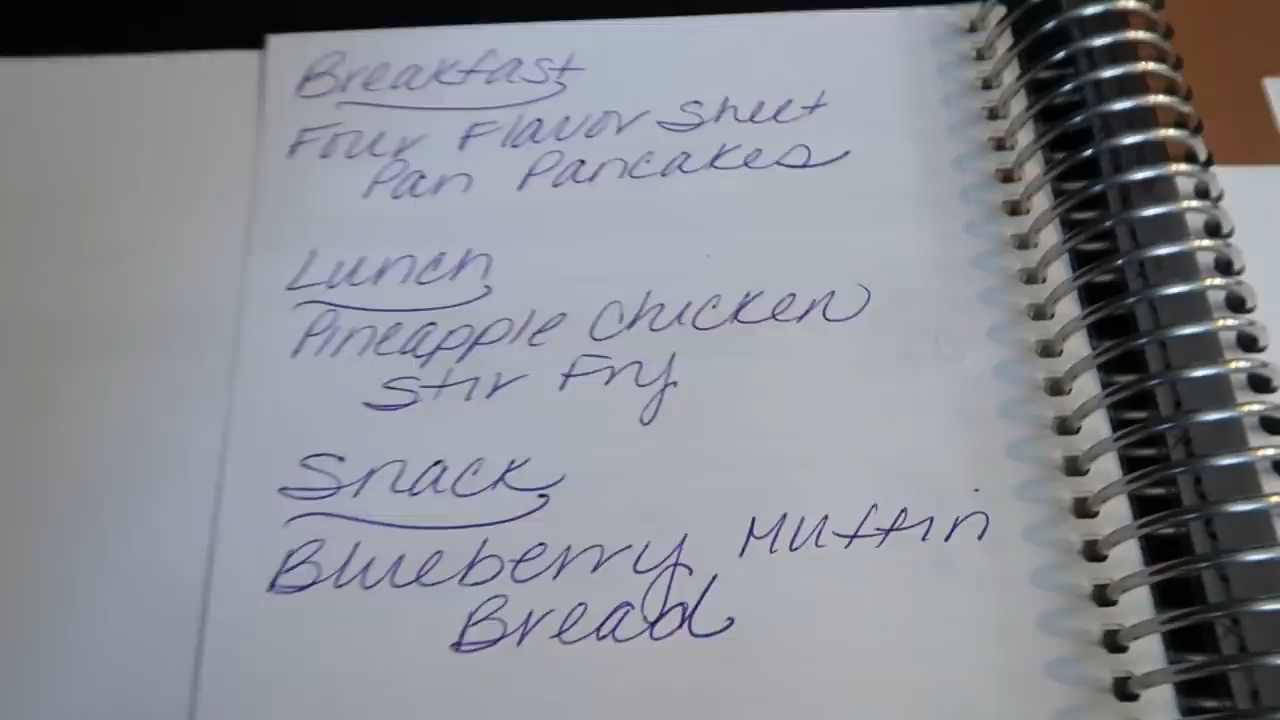 Breakfast
Four Flavor Sheet
Pan Pancakes
Lunch
Pineapple Chicken
Stir Fry
Snack
Blueberry Muffin
Bread